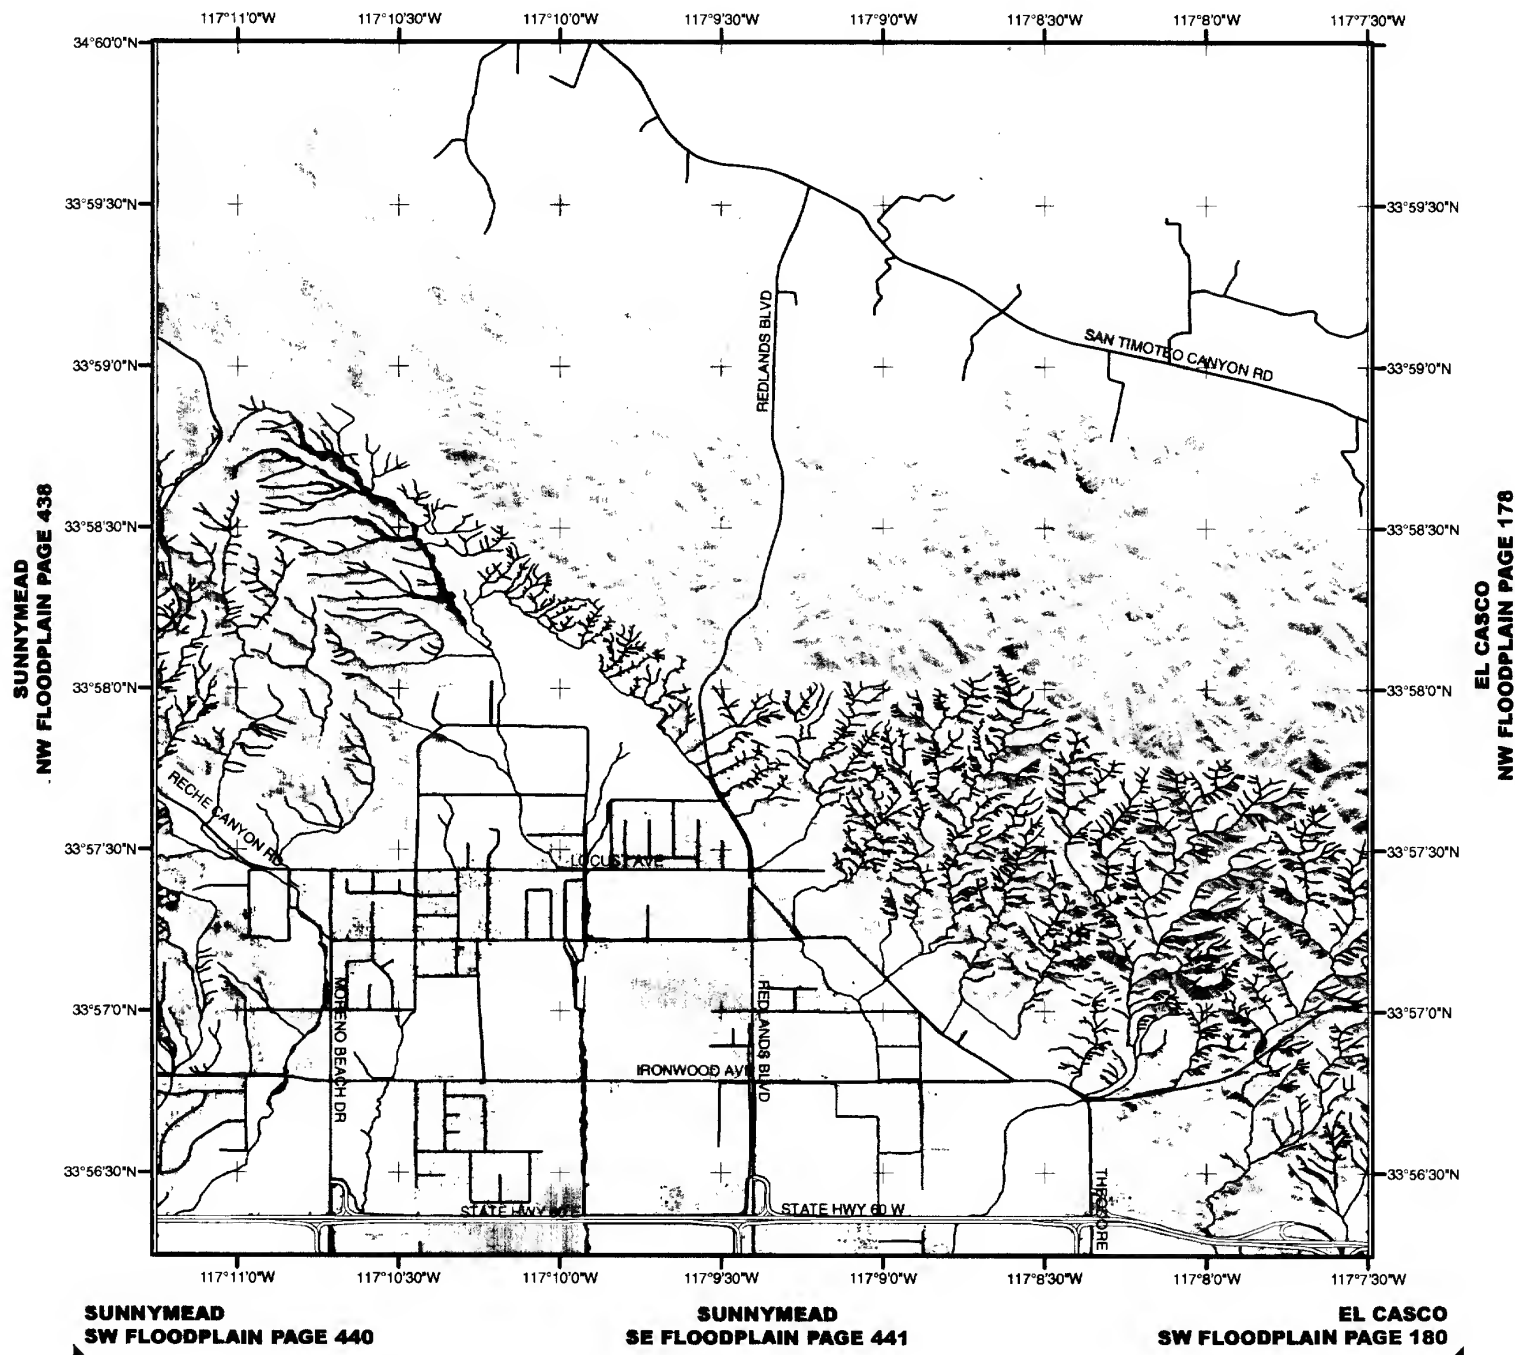 117°11'0"W 117°10'30"W 117°10'0"W 117°9'30"W 117°9'0"W 117°8'30"W 117°8'0"W 117°7'30"W
34°60'0"N
33°59'30"N 33°59'30"N
REDLANDS BLVD
SAN TIMOTEO CANYON RD
33°59'0"N 33°59'0"N
SUNNYMEAD
NW FLOODPLAIN PAGE 438
EL CASCO
NW FLOODPLAIN PAGE 178
33°58'30"N 33°58'30"N
33°58'0"N 33°58'0"N
RECHE CANYON RD
33°57'30"N 33°57'30"N
LOCUST AVE
33°57'0"N 33°57'0"N
MORENO BEACH DR
REDLANDS BLVD
IRONWOOD AVE
33°56'30"N 33°56'30"N
STATE HWY 60 E
STATE HWY 60 W
117°11'0"W 117°10'30"W 117°10'0"W 117°9'30"W 117°9'0"W 117°8'30"W 117°8'0"W 117°7'30"W
SUNNYMEAD
SW FLOODPLAIN PAGE 440
SUNNYMEAD
SE FLOODPLAIN PAGE 441
EL CASCO
SW FLOODPLAIN PAGE 180